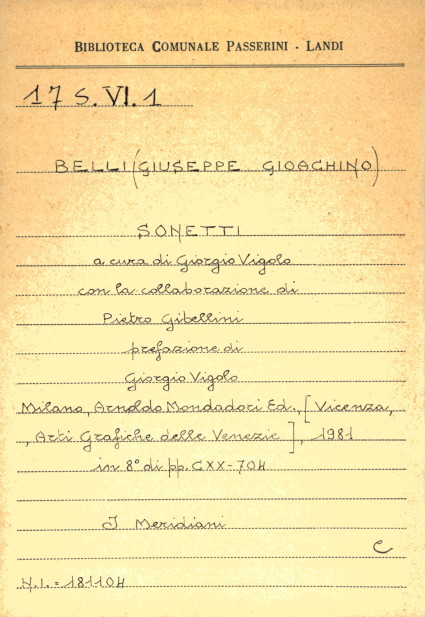 BIBLIOTECA COMUNALE PASSERINI - LANDI
17 S. VI. 1
BELLI (GIUSEPPE GIOACHINO)
SONETTI
a cura di Giorgio Vigolo
con la collaborazione di
Pietro Gibellini
prefazione di
Giorgio Vigolo
Milano, Arnoldo Mondadori Ed., [Vicenza,
, Arti Grafiche delle Venezie], 1981
in 8° di pp. CXX-704
I Meridiani
C
N.I. = 181104